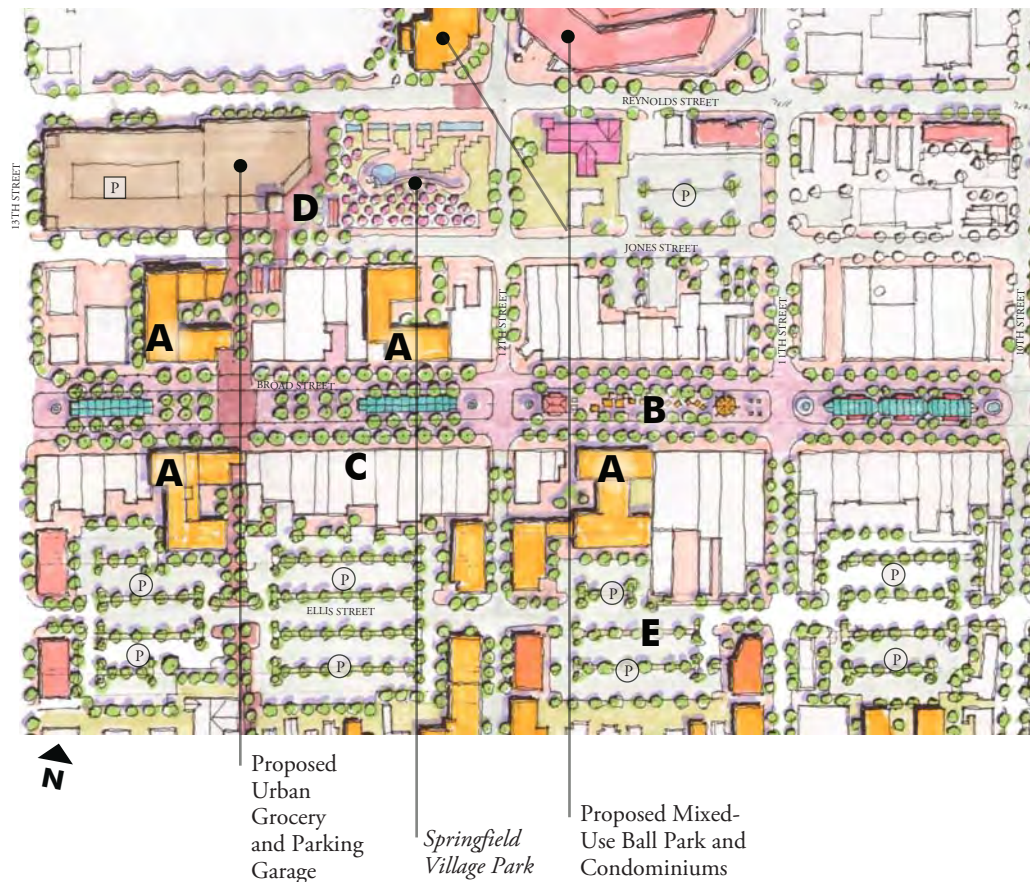 REYNOLDS STREET
13TH STREET
P
D
P
JONES STREET
12TH STREET
11TH STREET
10TH STREET
A
A
BROAD STREET
B
A
C
A
P
P
P
P
ELLIS STREET
E
P
P
P
P
N
Proposed
Urban
Grocery
and Parking
Garage
Springfield
Village Park
Proposed Mixed-
Use Ball Park and
Condominiums